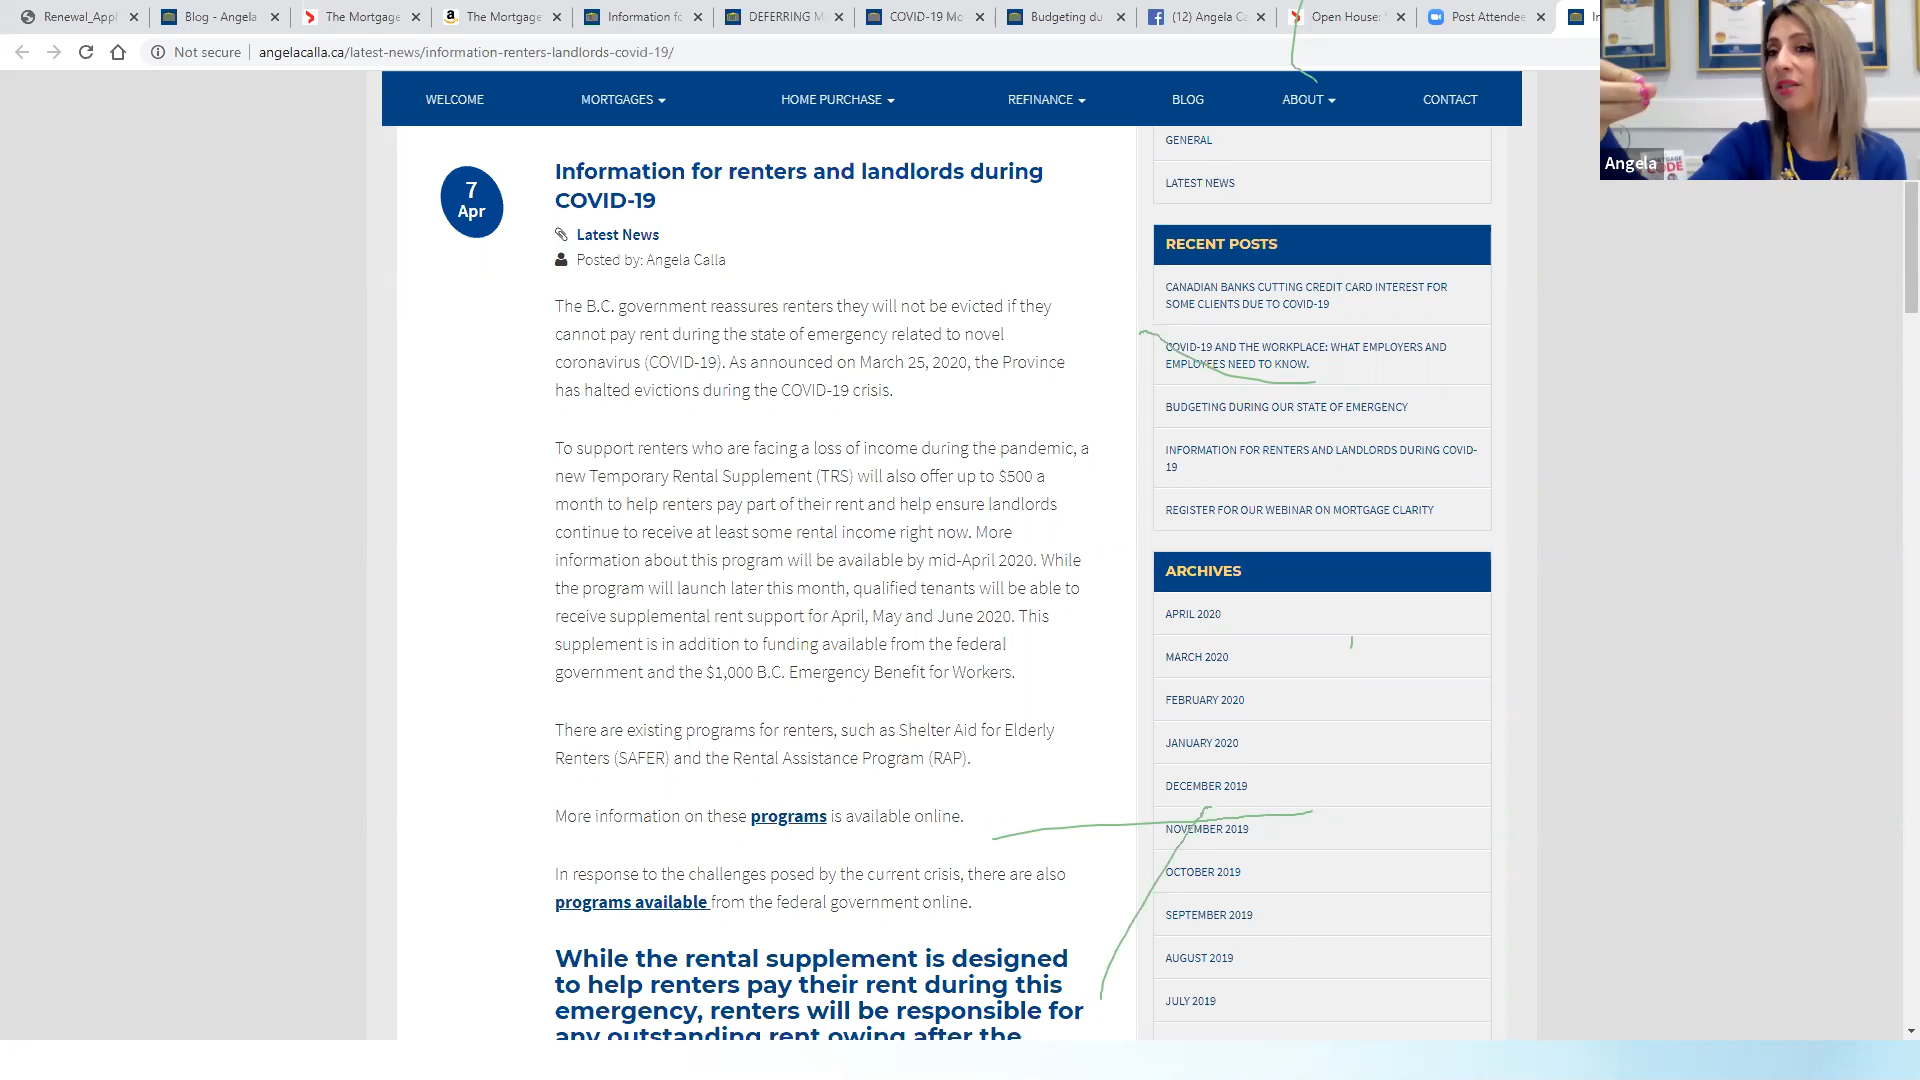 Renewal_Appl
Blog - Angela
The Mortgage
The Mortgage
Information fo
DEFERRING M
COVID-19 Mo
Budgeting du
(12) Angela Ca
Open House:
Post Attendee
Not secure
angelacalla.ca/latest-news/information-renters-landlords-covid-19/
WELCOME
MORTGAGES
HOME PURCHASE
REFINANCE
BLOG
ABOUT
CONTACT
Angela
CODE
7
Apr
Information for renters and landlords during
COVID-19
Latest News
Posted by: Angela Calla
The B.C. government reassures renters they will not be evicted if they
cannot pay rent during the state of emergency related to novel
coronavirus (COVID-19). As announced on March 25, 2020, the Province
has halted evictions during the COVID-19 crisis.
To support renters who are facing a loss of income during the pandemic, a
new Temporary Rental Supplement (TRS) will also offer up to $500 a
month to help renters pay part of their rent and help ensure landlords
continue to receive at least some rental income right now. More
information about this program will be available by mid-April 2020. While
the program will launch later this month, qualified tenants will be able to
receive supplemental rent support for April, May and June 2020. This
supplement is in addition to funding available from the federal
government and the $1,000 B.C. Emergency Benefit for Workers.
There are existing programs for renters, such as Shelter Aid for Elderly
Renters (SAFER) and the Rental Assistance Program (RAP).
More information on these programs is available online.
In response to the challenges posed by the current crisis, there are also
programs available from the federal government online.
While the rental supplement is designed
to help renters pay their rent during this
emergency, renters will be responsible for
any outstanding rent owing after the
GENERAL
LATEST NEWS
RECENT POSTS
CANADIAN BANKS CUTTING CREDIT CARD INTEREST FOR
SOME CLIENTS DUE TO COVID-19
COVID-19 AND THE WORKPLACE: WHAT EMPLOYERS AND
EMPLOYEES NEED TO KNOW.
BUDGETING DURING OUR STATE OF EMERGENCY
INFORMATION FOR RENTERS AND LANDLORDS DURING COVID-
19
REGISTER FOR OUR WEBINAR ON MORTGAGE CLARITY
ARCHIVES
APRIL 2020
MARCH 2020
FEBRUARY 2020
JANUARY 2020
DECEMBER 2019
NOVEMBER 2019
OCTOBER 2019
SEPTEMBER 2019
AUGUST 2019
JULY 2019